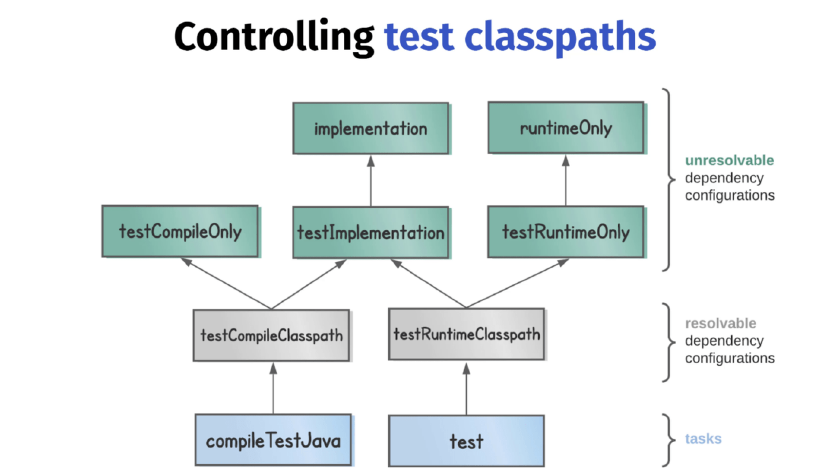 Controlling test classpaths
implementation
runtimeOnly
unresolvable
dependency
configurations
testCompileOnly
testImplementation
testRuntimeOnly
testCompileClasspath
testRuntimeClasspath
resolvable
dependency
configurations
compileTestJava
test
tasks